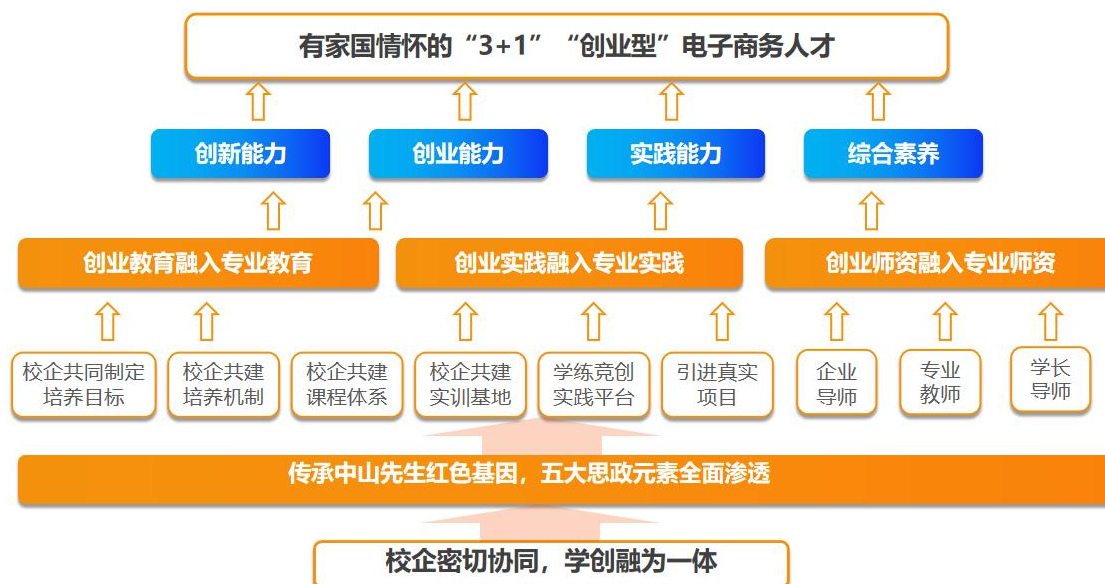 有家国情怀的“3+1”“创业型”电子商务人才
创新能力
创业能力
实践能力
综合素养
创业教育融入专业教育
创业实践融入专业实践
创业师资融入专业师资
校企共同制定
培养目标
校企共建
培养机制
校企共建
课程体系
校企共建
实训基地
学练竞创
实践平台
引进真实
项目
企业
导师
专业
教师
学长
导师
传承中山先生红色基因，五大思政元素全面渗透
校企密切协同，学创融为一体